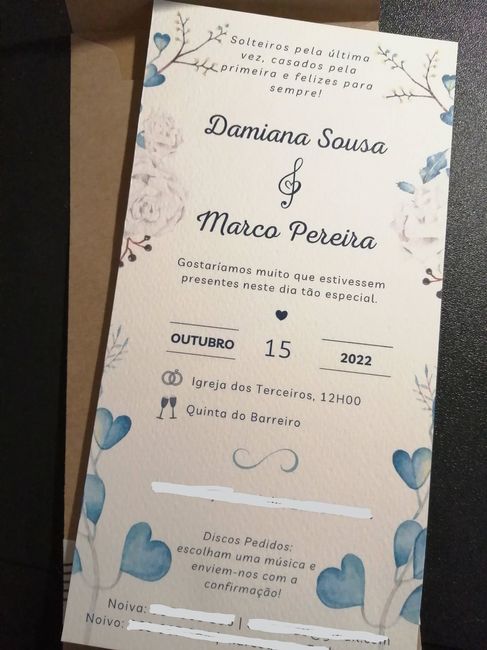 Solteiros pela última
vez, casados pela
primeira e felizes para
sempre!
Damiana Sousa
Marco Pereira
Gostaríamos muito que estivessem
presentes neste dia tão especial.
OUTUBRO 15 2022
Igreja dos Terceiros, 12H00
Quinta do Barreiro
Discos Pedidos:
escolham uma música e
enviem-nos com a
confirmação!
Noiva: |
Noivo: |